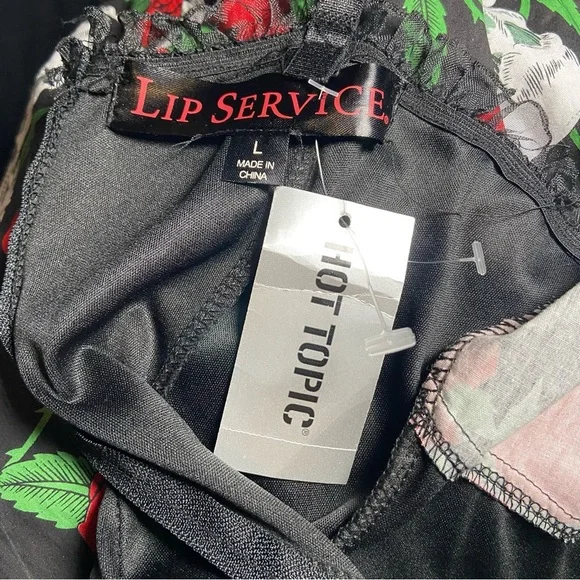 LIP SERVICE®
L
MADE IN
CHINA
HOT TOPIC®